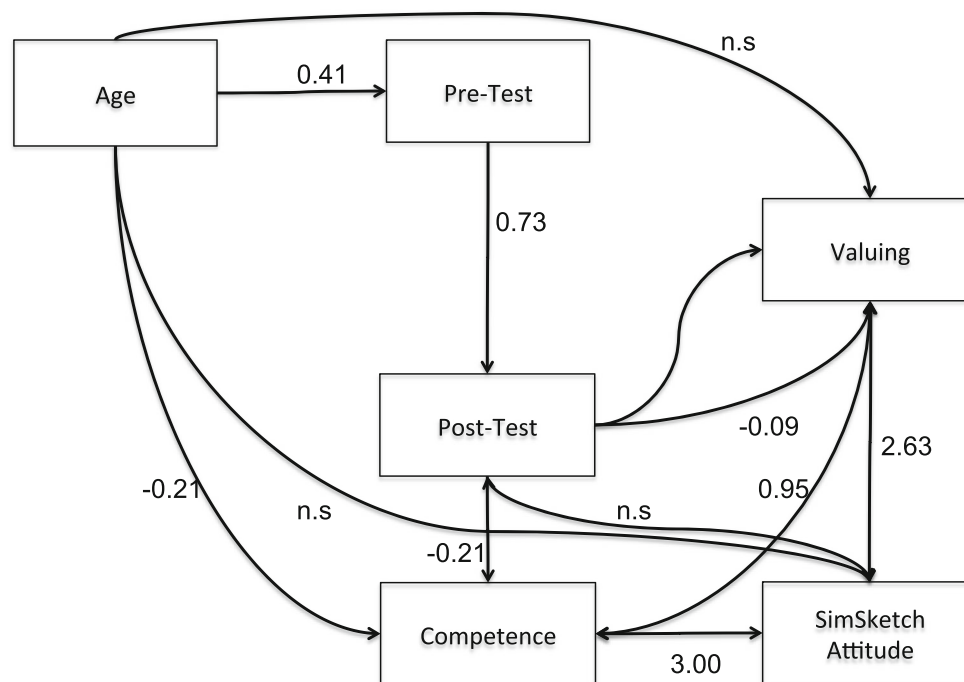 n.s
0.41
Age
Pre-Test
0.73
Valuing
Post-Test
-0.09
2.63
-0.21
n.s
n.s
0.95
-0.21
Competence
SimSketch
Attitude
3.00